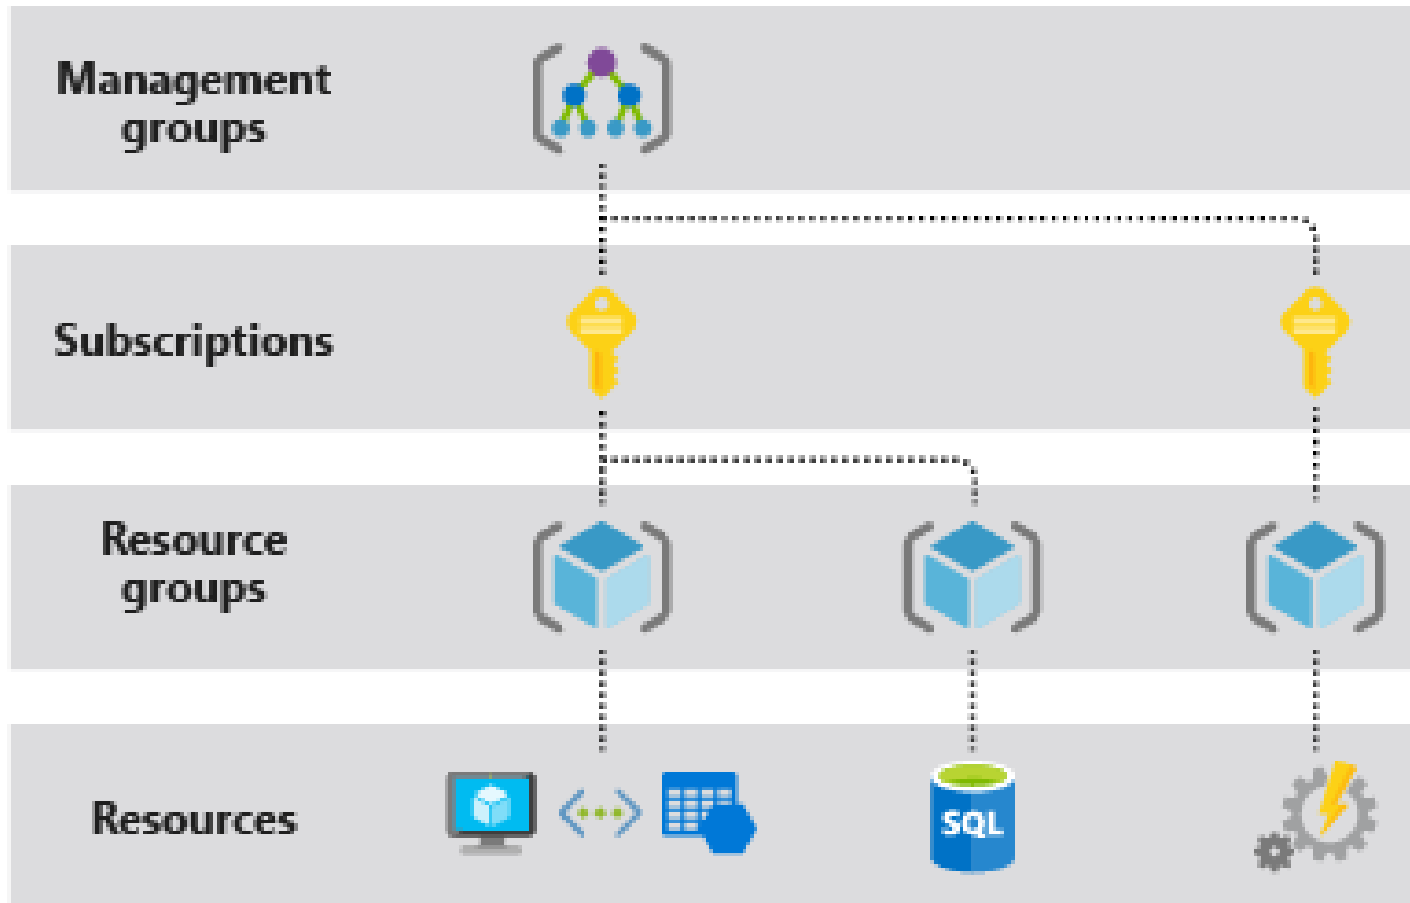 Management
groups
Subscriptions
Resource
groups
Resources
SQL